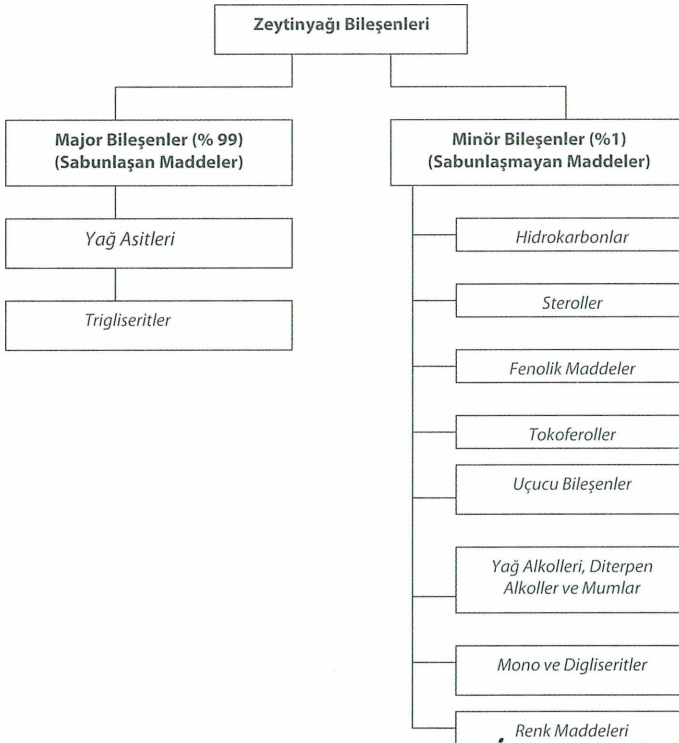 Zeytinyağı Bileşenleri
Major Bileşenler (% 99)
(Sabunlaşan Maddeler)
Yağ Asitleri
Trigliseritler
Minör Bileşenler (%1)
(Sabunlaşmayan Maddeler)
Hidrokarbonlar
Steroller
Fenolik Maddeler
Tokoferoller
Uçucu Bileşenler
Yağ Alkolleri, Diterpen
Alkoller ve Mumlar
Mono ve Digliseritler
Renk Maddeleri